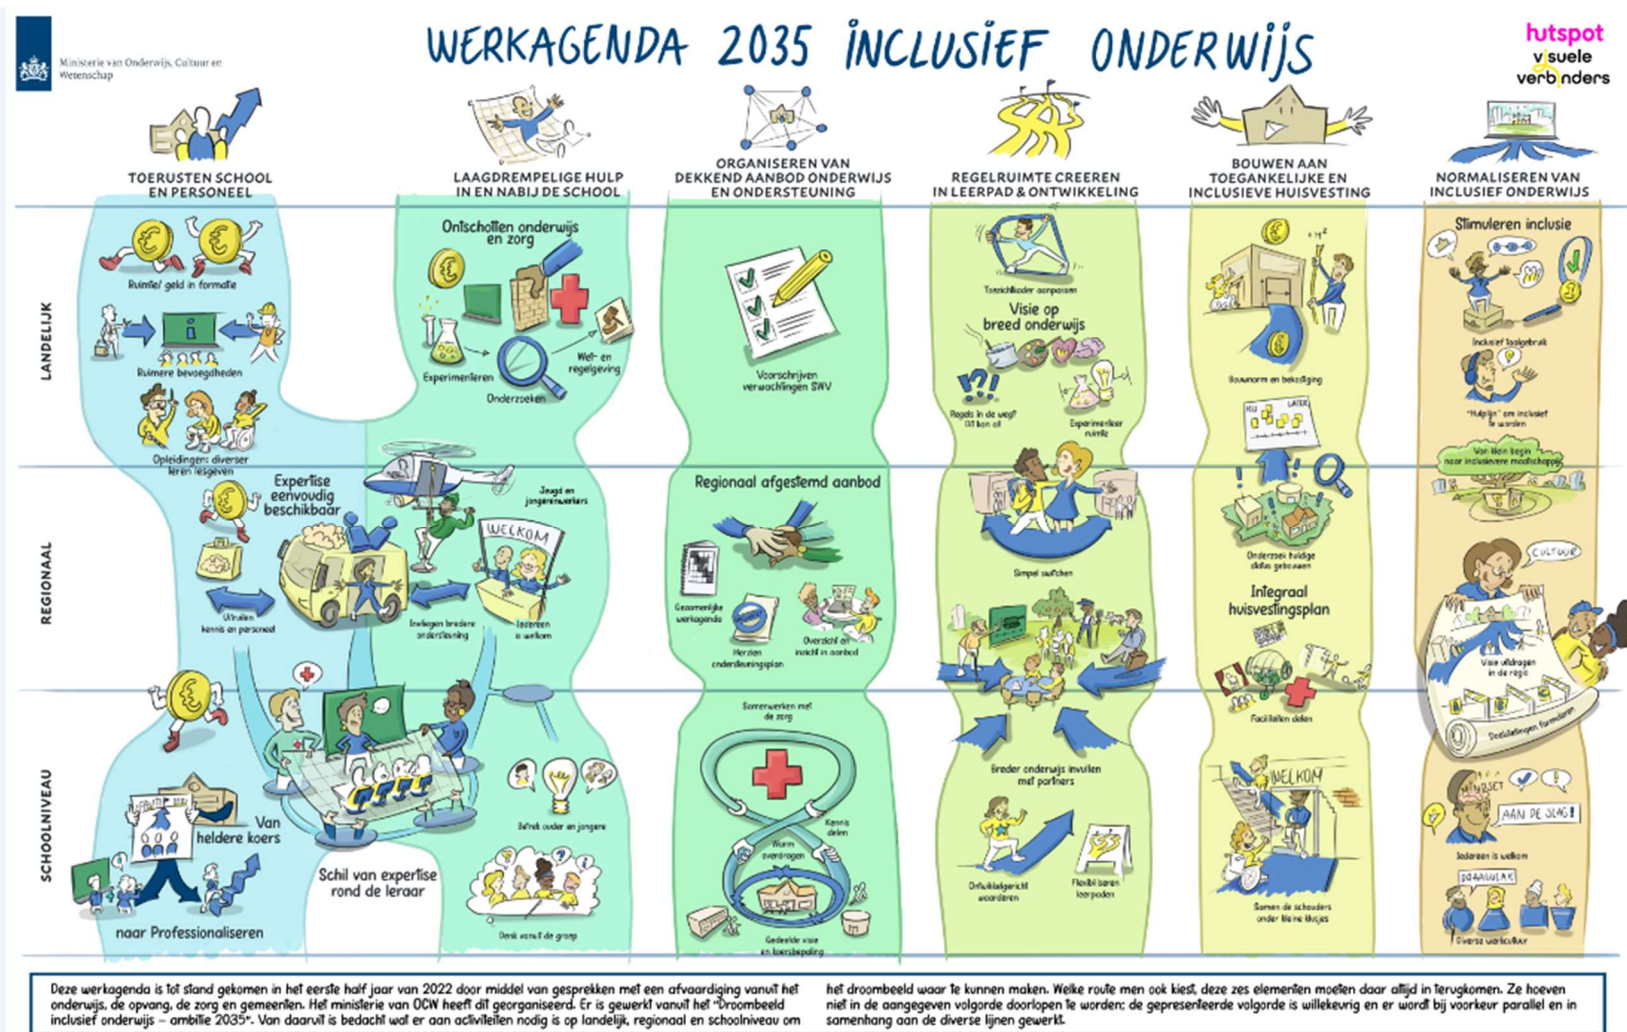 Ministerie van Onderwijs, Cultuur en
Wetenschap
WERKAGENDA 2035 INCLUSIEF ONDERWIJS
hutspot
visuele
verbinders
TOERUSTEN SCHOOL
EN PERSONEEL
LAAGDREMPELIGE HULP
IN EN NABIJ DE SCHOOL
ORGANISEREN VAN
DEKKEND AANBOD ONDERWIJS
EN ONDERSTEUNING
REGELRUIMTE CREËREN
IN LEERPAD & ONTWIKKELING
BOUWEN AAN
TOEGANKELIJKE EN
INCLUSIEVE HUISVESTING
NORMALISEREN VAN
INCLUSIEF ONDERWIJS
LANDELIJK
Ruimte/ geld in formatie
i
Ruimere bevoegdheden
Opleidingen: diverser
leren lesgeven
Ontschotten onderwijs
en zorg
Experimenteren
Onderzoeken
Wet- en
regelgeving
Voorschrijven
verwachtingen SWV
Toezichtkader aanpassen
Visie op
breed onderwijs
Regels in de weg?
Dit kan al
Experimenteer
ruimte
+M²
Bouwnorm en bekostiging
NU LATER
Stimuleren inclusie
Inclusief taalgebruik
"Hulplijn" om inclusief
te worden
Van klein begin
naar inclusievere maatschappij
REGIONAAL
Expertise
eenvoudig
beschikbaar
Uitruilen
kennis en personeel
Invliegen bredere
ondersteuning
Jeugd en
jongerenwerkers
WELKOM
Iedereen
is welkom
Regionaal afgestemd aanbod
Gezamenlijke
werkagenda
Herzien
ondersteuningsplan
Overzicht en
inzicht in aanbod
Simpel switchen
Onderzoek huidige
status gebouwen
Integraal
huisvestingsplan
Faciliteiten delen
CULTUUR
Visie uitdragen
in de regio
Doelstellingen formuleren
SCHOOLNIVEAU
Van
heldere koers
naar Professionaliseren
Schil van expertise
rond de leraar
Betrek ouder en jongere
Denk vanuit de groep
Samenwerken met
de zorg
Kennis
delen
Warm
overdragen
Gedeelde visie
en koersbepaling
Breder onderwijs invullen
met partners
Ontwikkelgericht
waarderen
Flexibiliseren
leerpaden
WELKOM
Samen de schouders
onder kleine klusjes
MINDSET
AAN DE SLAG!
Iedereen is welkom
Diverse werkcultuur
Deze werkagenda is tot stand gekomen in het eerste half jaar van 2022 door middel van gesprekken met een afvaardiging vanuit het
onderwijs, de opvang, de zorg en gemeenten. Het ministerie van OCW heeft dit georganiseerd. Er is gewerkt vanuit het "Droombeeld
inclusief onderwijs – ambitie 2035". Van daaruit is bedacht wat er aan activiteiten nodig is op landelijk, regionaal en schoolniveau om
het droombeeld waar te kunnen maken. Welke route men ook kiest, deze zes elementen moeten daar altijd in terugkomen. Ze hoeven
niet in de aangegeven volgorde doorlopen te worden; de gepresenteerde volgorde is willekeurig en er wordt bij voorkeur parallel en in
samenhang aan de diverse lijnen gewerkt.